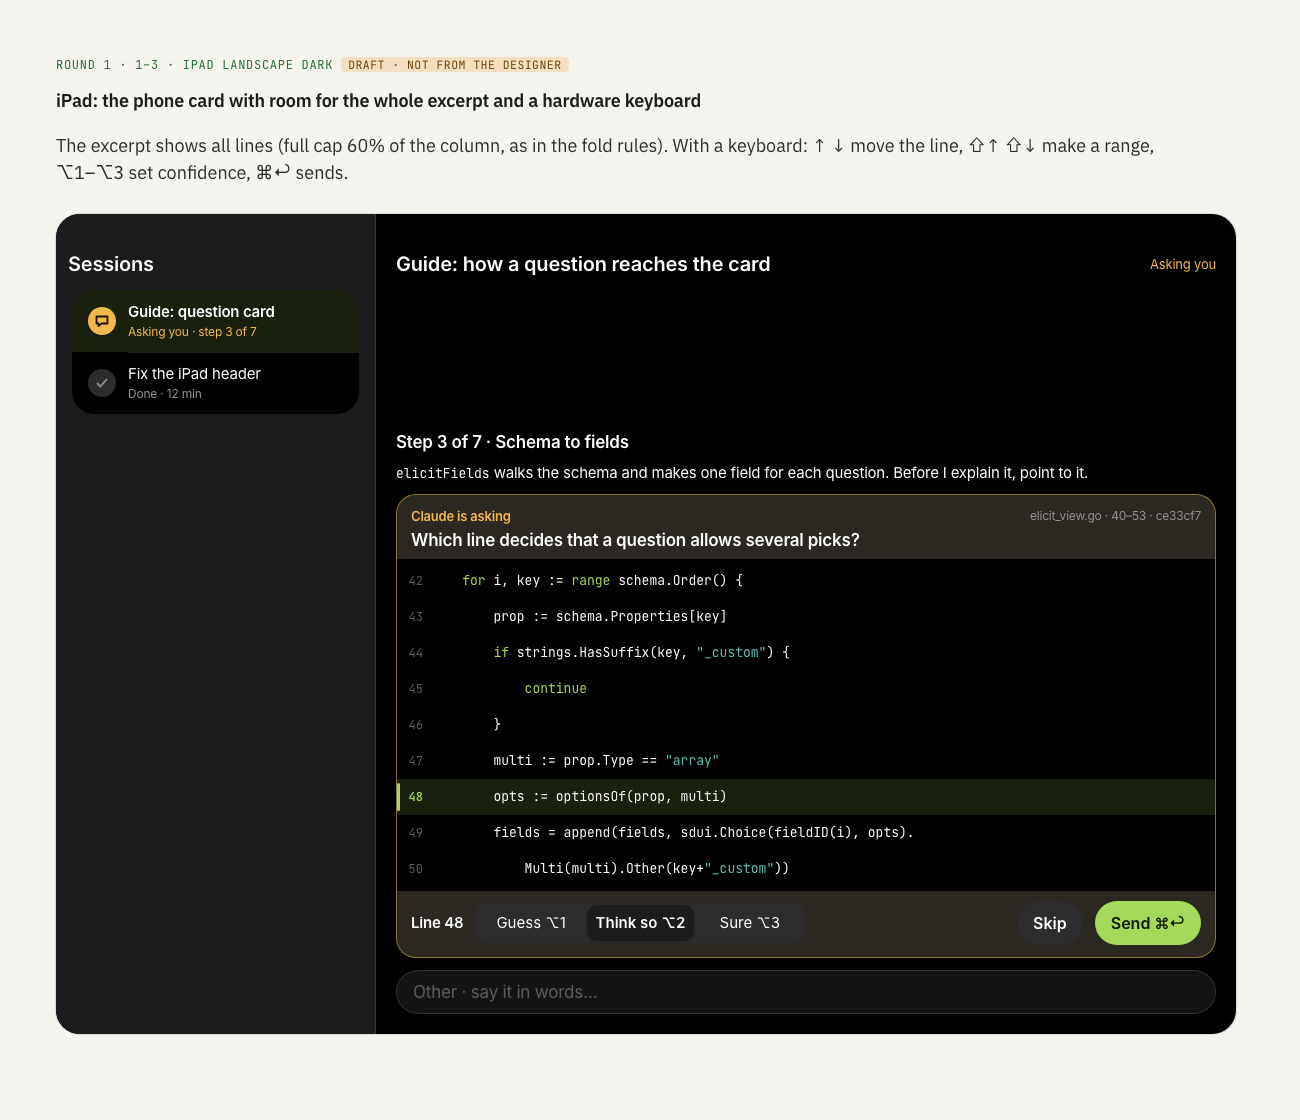 ROUND 1 · 1–3 · IPAD LANDSCAPE DARK DRAFT · NOT FROM THE DESIGNER
iPad: the phone card with room for the whole excerpt and a hardware keyboard
The excerpt shows all lines (full cap 60% of the column, as in the fold rules). With a keyboard: ↑ ↓ move the line, ⇧↑ ⇧↓ make a range,
⌥1–⌥3 set confidence, ⌘↩ sends.
Sessions
Guide: question card
Asking you · step 3 of 7
Fix the iPad header
Done · 12 min
Guide: how a question reaches the card
Asking you
Step 3 of 7 · Schema to fields
elicitFields walks the schema and makes one field for each question. Before I explain it, point to it.
Claude is asking
elicit_view.go · 40–53 · ce33cf7
Which line decides that a question allows several picks?
42 for i, key := range schema.Order() {
43 prop := schema.Properties[key]
44 if strings.HasSuffix(key, "_custom") {
45 continue
46 }
47 multi := prop.Type == "array"
48 opts := optionsOf(prop, multi)
49 fields = append(fields, sdui.Choice(fieldID(i), opts).
50 Multi(multi).Other(key+"_custom"))
Line 48 Guess ⌥1 Think so ⌥2 Sure ⌥3 Skip Send ⌘↩
Other · say it in words...